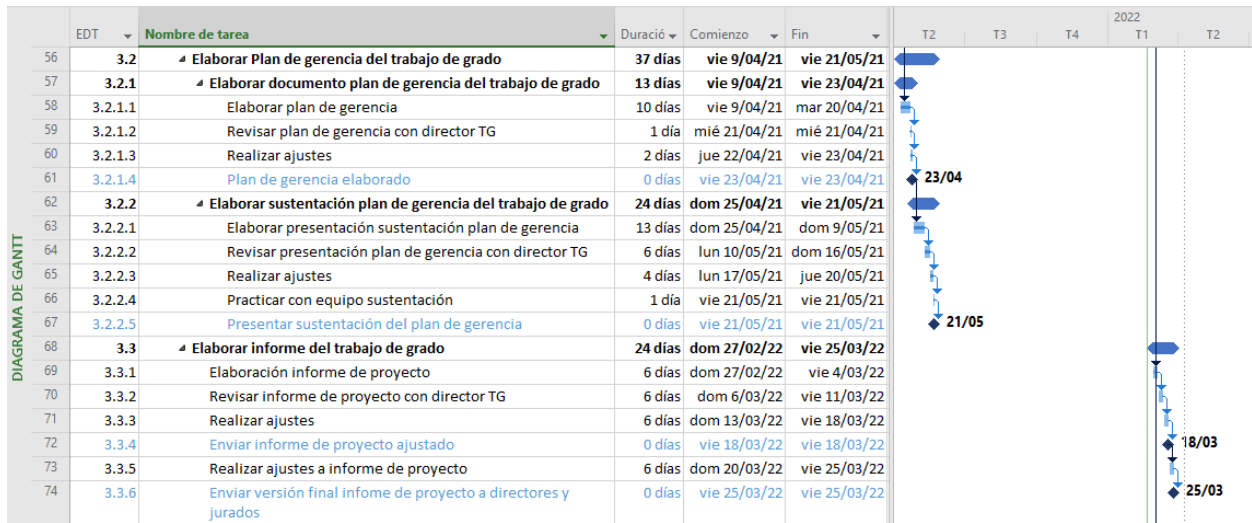 2022
EDT Nombre de tarea Duració Comienzo Fin T2 T3 T4 T1 T2
56 3.2 Elaborar Plan de gerencia del trabajo de grado 37 días vie 9/04/21 vie 21/05/21
57 3.2.1 Elaborar documento plan de gerencia del trabajo de grado 13 días vie 9/04/21 vie 23/04/21
58 3.2.1.1 Elaborar plan de gerencia 10 días vie 9/04/21 mar 20/04/21
59 3.2.1.2 Revisar plan de gerencia con director TG 1 día mié 21/04/21 mié 21/04/21
60 3.2.1.3 Realizar ajustes 2 días jue 22/04/21 vie 23/04/21
61 3.2.1.4 Plan de gerencia elaborado 0 días vie 23/04/21 vie 23/04/21 23/04
62 3.2.2 Elaborar sustentación plan de gerencia del trabajo de grado 24 días dom 25/04/21 vie 21/05/21
63 3.2.2.1 Elaborar presentación sustentación plan de gerencia 13 días dom 25/04/21 dom 9/05/21
64 3.2.2.2 Revisar presentación plan de gerencia con director TG 6 días lun 10/05/21 dom 16/05/21
65 3.2.2.3 Realizar ajustes 4 días lun 17/05/21 jue 20/05/21
66 3.2.2.4 Practicar con equipo sustentación 1 día vie 21/05/21 vie 21/05/21
67 3.2.2.5 Presentar sustentación del plan de gerencia 0 días vie 21/05/21 vie 21/05/21 21/05
68 3.3 Elaborar informe del trabajo de grado 24 días dom 27/02/22 vie 25/03/22
69 3.3.1 Elaboración informe de proyecto 6 días dom 27/02/22 vie 4/03/22
70 3.3.2 Revisar informe de proyecto con director TG 6 días dom 6/03/22 vie 11/03/22
71 3.3.3 Realizar ajustes 6 días dom 13/03/22 vie 18/03/22
72 3.3.4 Enviar informe de proyecto ajustado 0 días vie 18/03/22 vie 18/03/22 18/03
73 3.3.5 Realizar ajustes a informe de proyecto 6 días dom 20/03/22 vie 25/03/22
74 3.3.6 Enviar versión final infome de proyecto a directores y 0 días vie 25/03/22 vie 25/03/22 25/03
jurados
DIAGRAMA DE GANTT